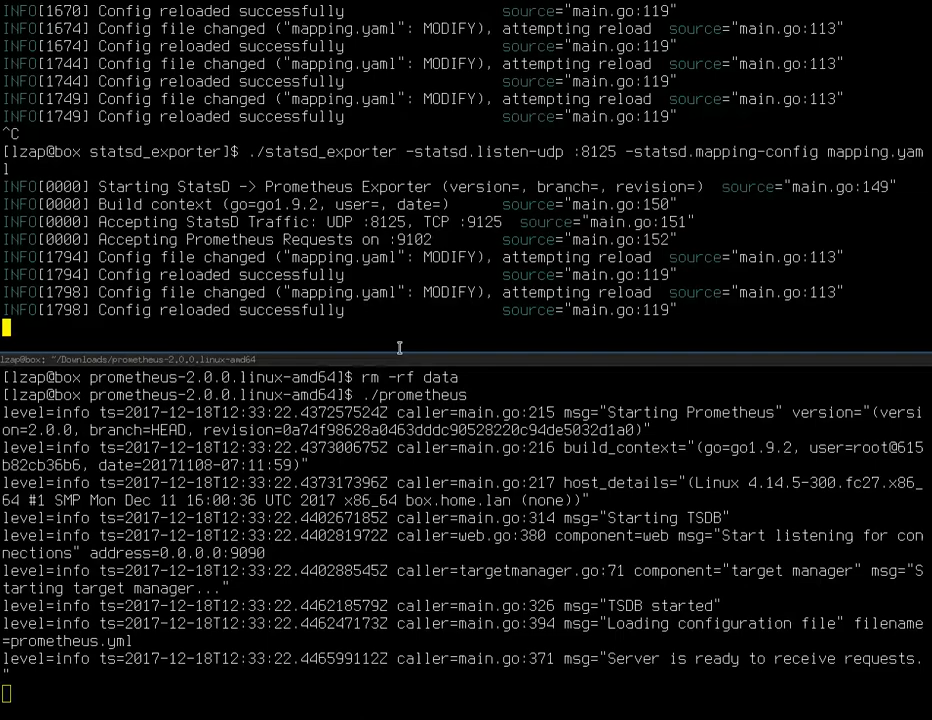 INFO[1670] Config reloaded successfully                        source="main.go:119"
INFO[1674] Config file changed ("mapping.yaml": MODIFY), attempting reload  source="main.go:113"
INFO[1674] Config reloaded successfully                        source="main.go:119"
INFO[1744] Config file changed ("mapping.yaml": MODIFY), attempting reload  source="main.go:113"
INFO[1744] Config reloaded successfully                        source="main.go:119"
INFO[1749] Config file changed ("mapping.yaml": MODIFY), attempting reload  source="main.go:113"
INFO[1749] Config reloaded successfully                        source="main.go:119"
^C
[lzap@box statsd_exporter]$ ./statsd_exporter -statsd.listen-udp :8125 -statsd.mapping-config mapping.yam
l
INFO[0000] Starting StatsD -> Prometheus Exporter (version=, branch=, revision=)  source="main.go:149"
INFO[0000] Build context (go=go1.9.2, user=, date=)            source="main.go:150"
INFO[0000] Accepting StatsD Traffic: UDP :8125, TCP :9125  source="main.go:151"
INFO[0000] Accepting Prometheus Requests on :9102              source="main.go:152"
INFO[1794] Config file changed ("mapping.yaml": MODIFY), attempting reload  source="main.go:113"
INFO[1794] Config reloaded successfully                        source="main.go:119"
INFO[1798] Config file changed ("mapping.yaml": MODIFY), attempting reload  source="main.go:113"
INFO[1798] Config reloaded successfully                        source="main.go:119"
lzap@box: ~/Downloads/prometheus-2.0.0.linux-amd64
[lzap@box prometheus-2.0.0.linux-amd64]$ rm -rf data
[lzap@box prometheus-2.0.0.linux-amd64]$ ./prometheus
level=info ts=2017-12-18T12:33:22.437257524Z caller=main.go:215 msg="Starting Prometheus" version="(versi
on=2.0.0, branch=HEAD, revision=0a74f98628a0463dddc90528220c94de5032d1a0)"
level=info ts=2017-12-18T12:33:22.437300675Z caller=main.go:216 build_context="(go=go1.9.2, user=root@615
b82cb36b6, date=20171108-07:11:59)"
level=info ts=2017-12-18T12:33:22.437317396Z caller=main.go:217 host_details="(Linux 4.14.5-300.fc27.x86_
64 #1 SMP Mon Dec 11 16:00:36 UTC 2017 x86_64 box.home.lan (none))"
level=info ts=2017-12-18T12:33:22.440267185Z caller=main.go:314 msg="Starting TSDB"
level=info ts=2017-12-18T12:33:22.440281972Z caller=web.go:380 component=web msg="Start listening for con
nections" address=0.0.0.0:9090
level=info ts=2017-12-18T12:33:22.440288545Z caller=targetmanager.go:71 component="target manager" msg="S
tarting target manager..."
level=info ts=2017-12-18T12:33:22.446218579Z caller=main.go:326 msg="TSDB started"
level=info ts=2017-12-18T12:33:22.446247173Z caller=main.go:394 msg="Loading configuration file" filename
=prometheus.yml
level=info ts=2017-12-18T12:33:22.446599112Z caller=main.go:371 msg="Server is ready to receive requests.
"